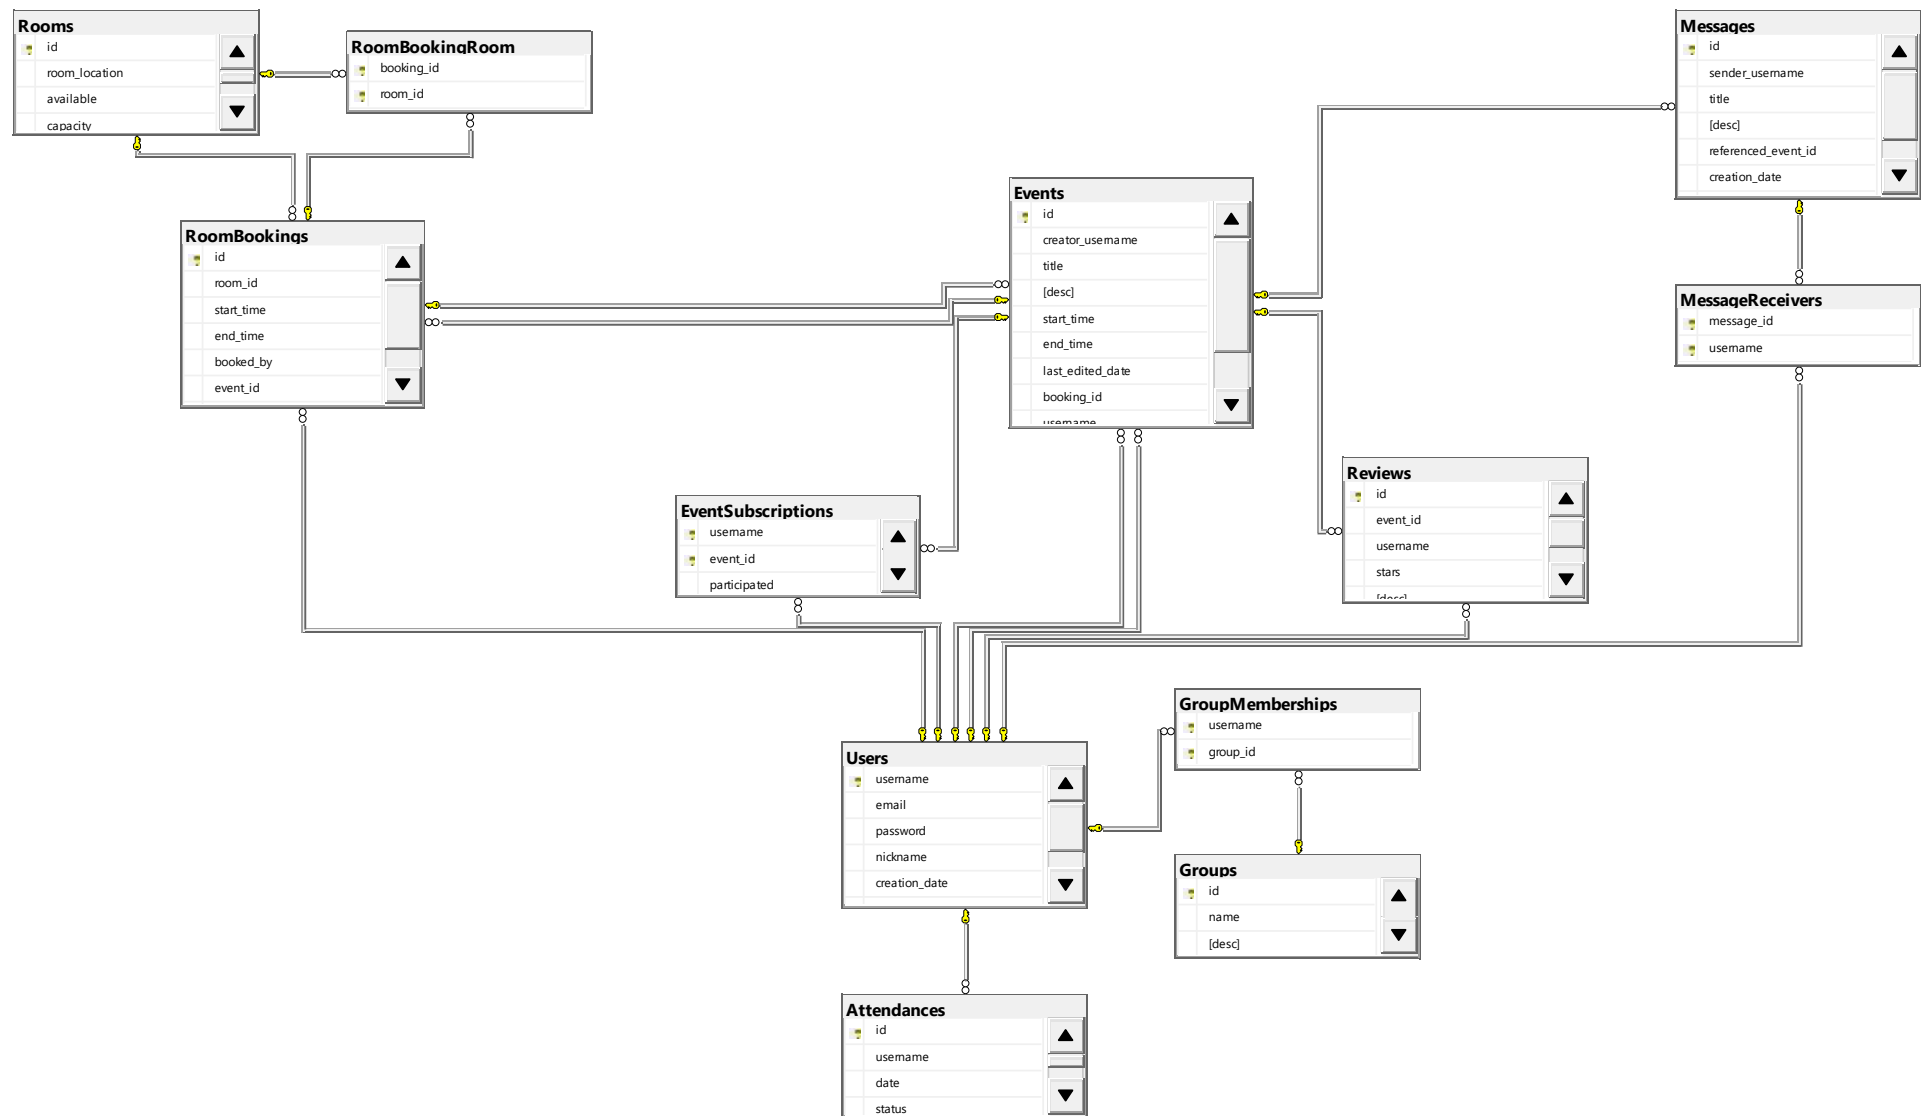 Rooms
id
room_location
available
capacity
RoomBookingRoom
booking_id
room_id
Messages
id
sender_username
title
[desc]
referenced_event_id
creation_date
Events
id
creator_username
title
[desc]
start_time
end_time
last_edited_date
booking_id
username
RoomBookings
id
room_id
start_time
end_time
booked_by
event_id
MessageReceivers
message_id
username
Reviews
id
event_id
username
stars
[desc]
EventSubscriptions
username
event_id
participated
GroupMemberships
username
group_id
Users
username
email
password
nickname
creation_date
Groups
id
name
[desc]
Attendances
id
username
date
status